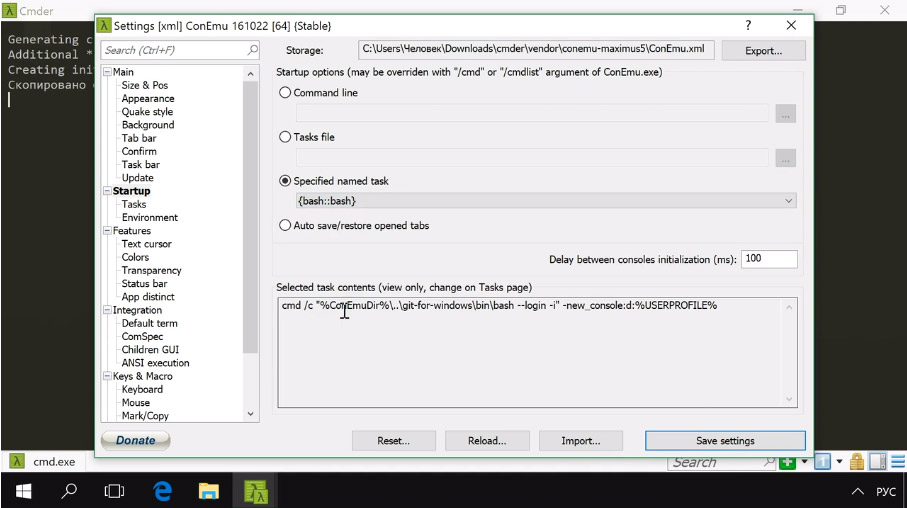 Cmder
Settings [xml] ConEmu 161022 [64] {Stable}
?
Generating c
Additional *
Creating ini
Скопировано
Search (Ctrl+F)
Storage:
C:\Users\Человек\Downloads\cmder\vendor\conemu-maximus5\ConEmu.xml
Export...
Main
Size & Pos
Appearance
Quake style
Background
Tab bar
Confirm
Task bar
Update
Startup
Tasks
Environment
Features
Text cursor
Colors
Transparency
Status bar
App distinct
Integration
Default term
ComSpec
Children GUI
ANSI execution
Keys & Macro
Keyboard
Mouse
Mark/Copy
Startup options (may be overriden with "/cmd" or "/cmdlist" argument of ConEmu.exe)
Command line
...
Tasks file
...
Specified named task
{bash::bash}
Auto save/restore opened tabs
Delay between consoles initialization (ms):
100
Selected task contents (view only, change on Tasks page)
cmd /c "%ConEmuDir%\..\git-for-windows\bin\bash --login -i" -new_console:d:%USERPROFILE%
Donate
Reset...
Reload...
Import...
Save settings
λ cmd.exe
Search
1
РУС